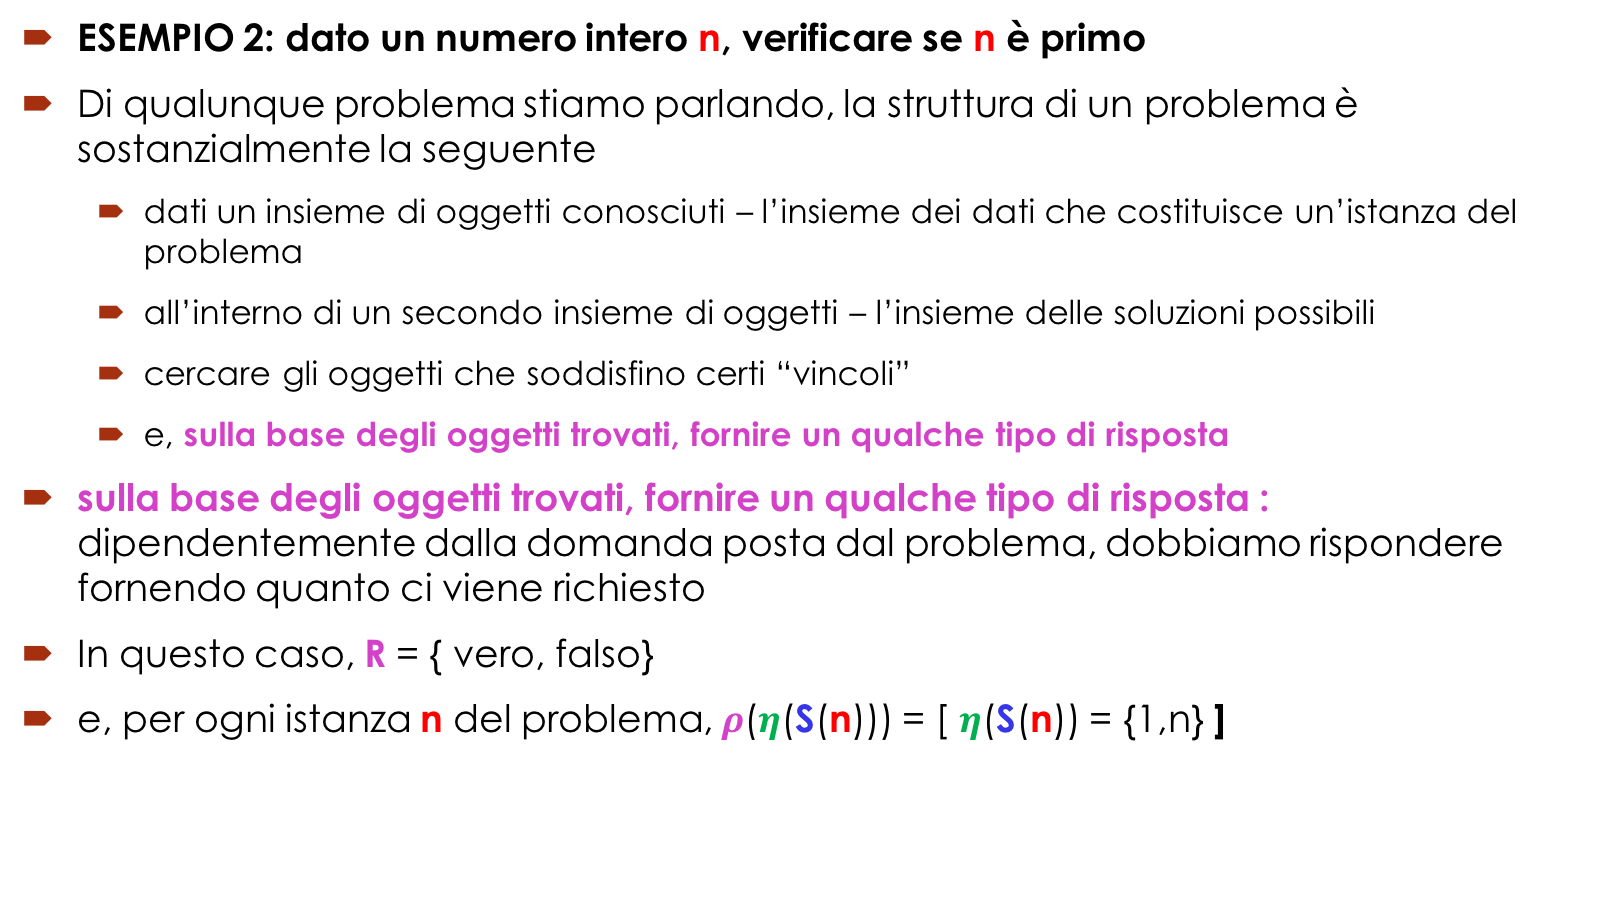 ESEMPIO 2: dato un numero intero n, verificare se n è primo
Di qualunque problema stiamo parlando, la struttura di un problema è
sostanzialmente la seguente
dati un insieme di oggetti conosciuti – l’insieme dei dati che costituisce un’istanza del
problema
all’interno di un secondo insieme di oggetti – l’insieme delle soluzioni possibili
cercare gli oggetti che soddisfino certi “vincoli”
e, sulla base degli oggetti trovati, fornire un qualche tipo di risposta
sulla base degli oggetti trovati, fornire un qualche tipo di risposta :
dipendentemente dalla domanda posta dal problema, dobbiamo rispondere
fornendo quanto ci viene richiesto
In questo caso, R = { vero, falso}
e, per ogni istanza n del problema, ρ(η(S(n))) = [ η(S(n)) = {1,n} ]